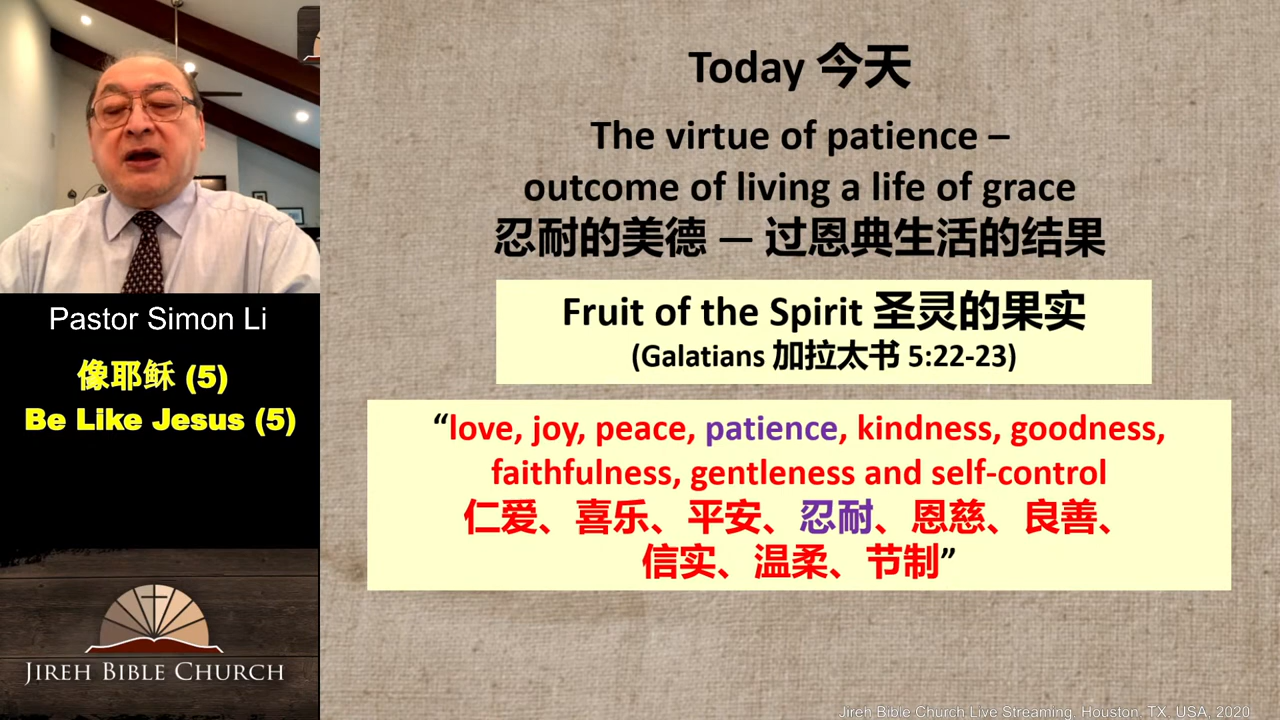 Pastor Simon Li
像耶稣 (5)
Be Like Jesus (5)
JIREH BIBLE CHURCH
Today 今天
The virtue of patience –
outcome of living a life of grace
忍耐的美德 — 过恩典生活的结果
Fruit of the Spirit 圣灵的果实
(Galatians 加拉太书 5:22-23)
“love, joy, peace, patience, kindness, goodness,
faithfulness, gentleness and self-control
仁爱、喜乐、平安、忍耐、恩慈、良善、
信实、温柔、节制”
Jireh Bible Church Live Streaming, Houston, TX, USA, 2020